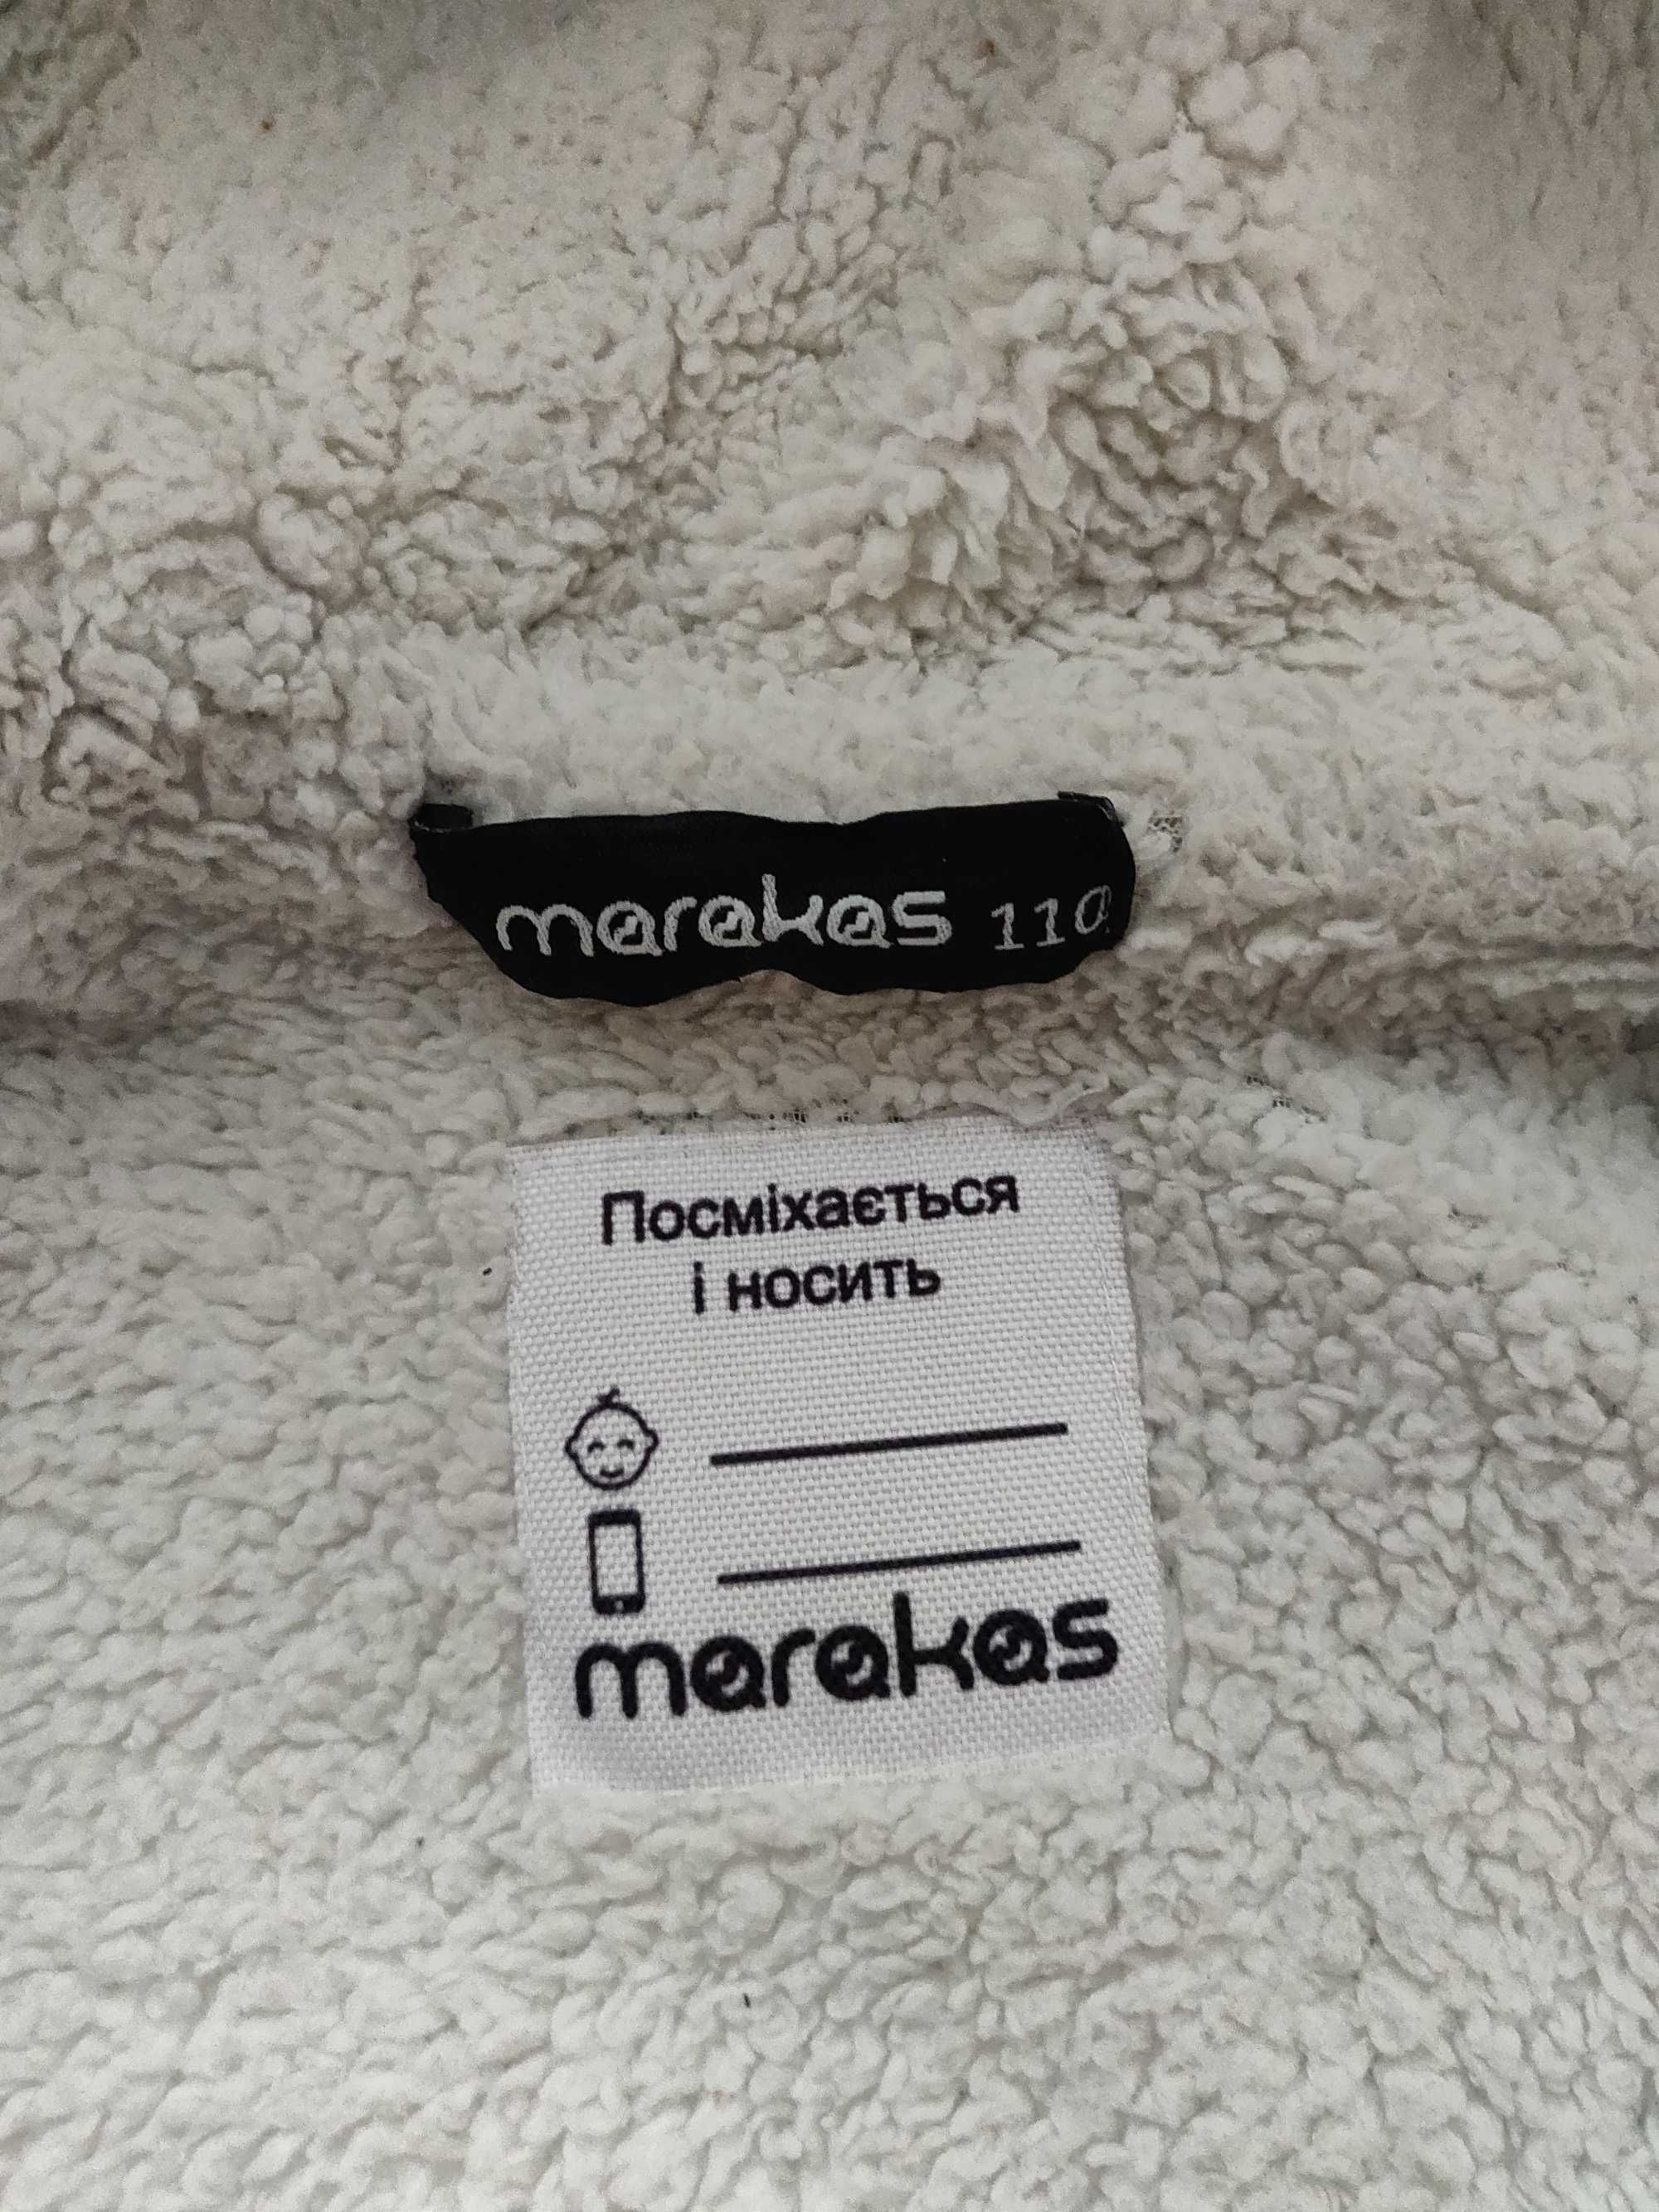 marakas 110
Посміхається
і носить
marakas